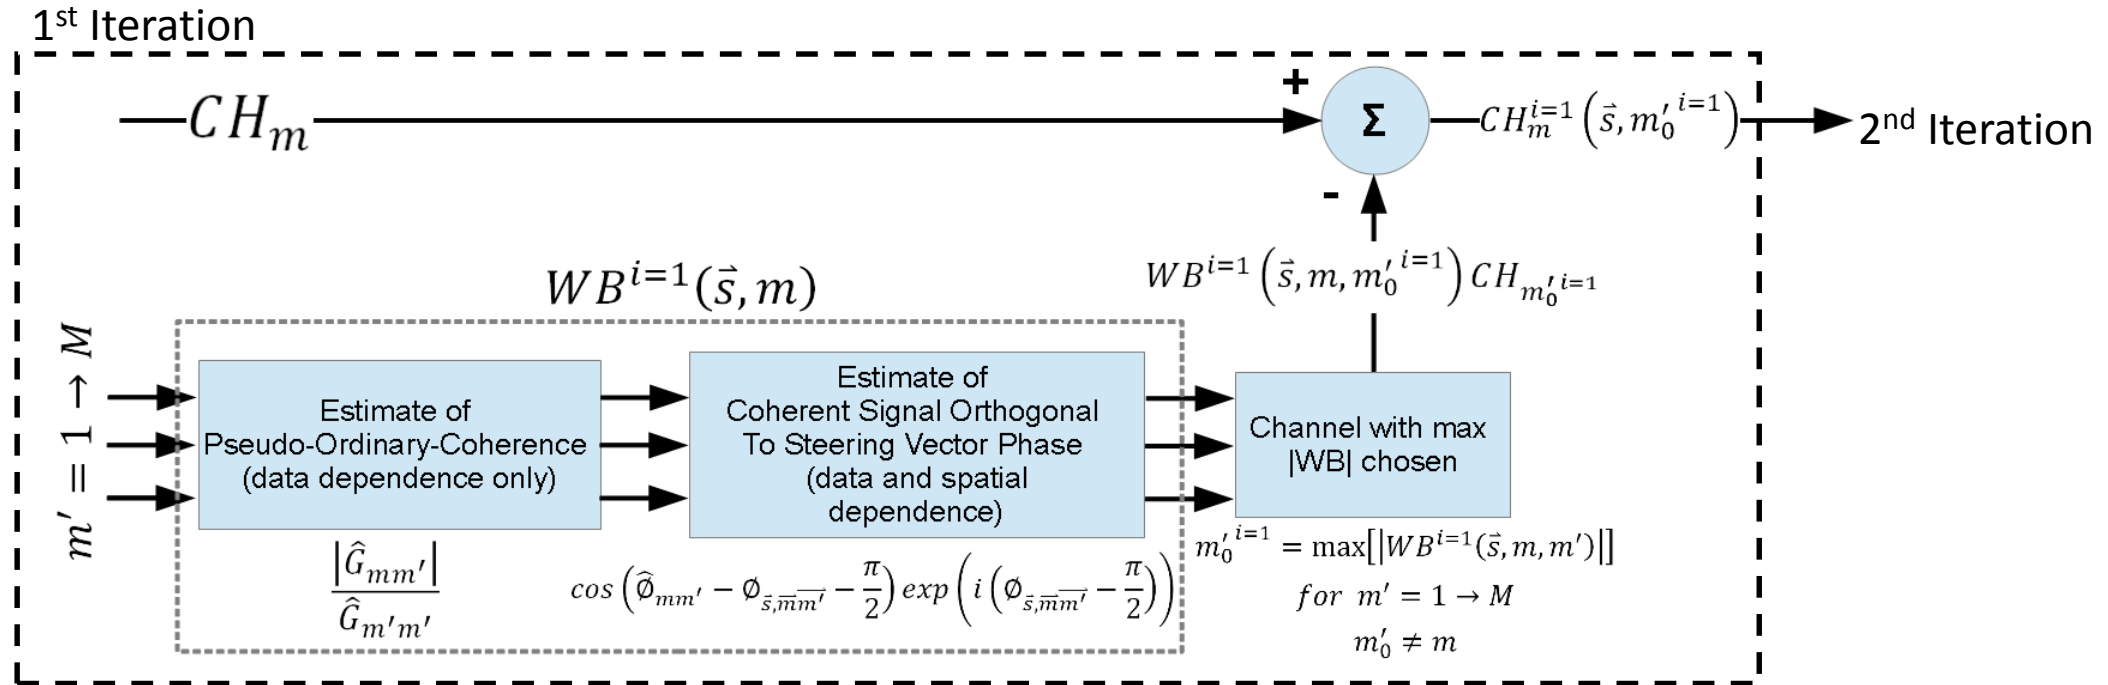 1st Iteration
CH_m
+
Σ
CH_m^{i=1}(s⃗, m′_0^{i=1})
2nd Iteration
-
WB^{i=1}(s⃗, m)
WB^{i=1}(s⃗, m, m′_0^{i=1}) CH_{m′_0^{i=1}}
m′ = 1 → M
Estimate of
Pseudo-Ordinary-Coherence
(data dependence only)
Estimate of
Coherent Signal Orthogonal
To Steering Vector Phase
(data and spatial
dependence)
Channel with max
|WB| chosen
|Ĝ_{mm′}|
Ĝ_{m′m′}
cos(∅̂_{mm′} − ∅_{s⃗,mm′⃗} − π/2) exp(i(∅_{s⃗,mm′⃗} − π/2))
m′_0^{i=1} = max[|WB^{i=1}(s⃗, m, m′)|]
for m′ = 1 → M
m′_0 ≠ m